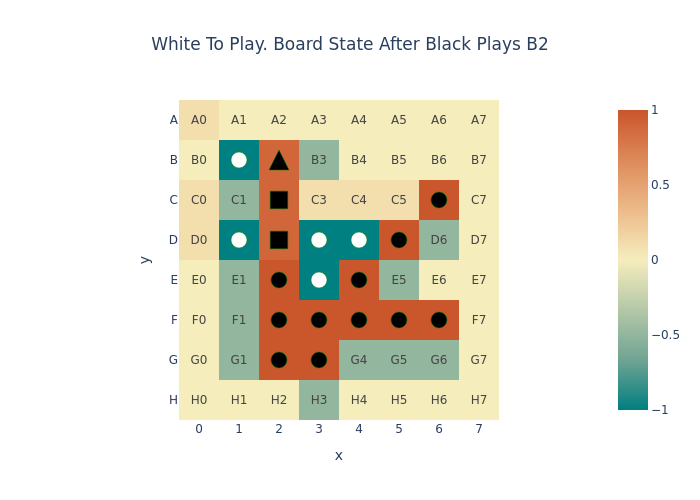 White To Play. Board State After Black Plays B2
A A0 A1 A2 A3 A4 A5 A6 A7
B B0 B3 B4 B5 B6 B7
C C0 C1 C3 C4 C5 C7
D D0 D6 D7
E E0 E1 E5 E6 E7
F F0 F1 F7
G G0 G1 G4 G5 G6 G7
H H0 H1 H2 H3 H4 H5 H6 H7
0 1 2 3 4 5 6 7
x
y
1
0.5
0
−0.5
−1